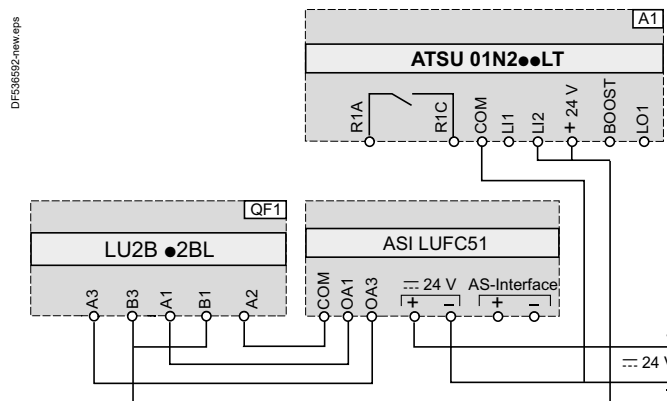 DF536592-new.eps
A1
ATSU 01N2●●LT
R1A R1C COM LI1 LI2 + 24 V BOOST LO1
QF1
LU2B ●2BL
ASI LUFC51
A3 B3 A1 B1 A2
COM OA1 OA3
⎓ 24 V AS-Interface
+ – + –
⎓ 24 V